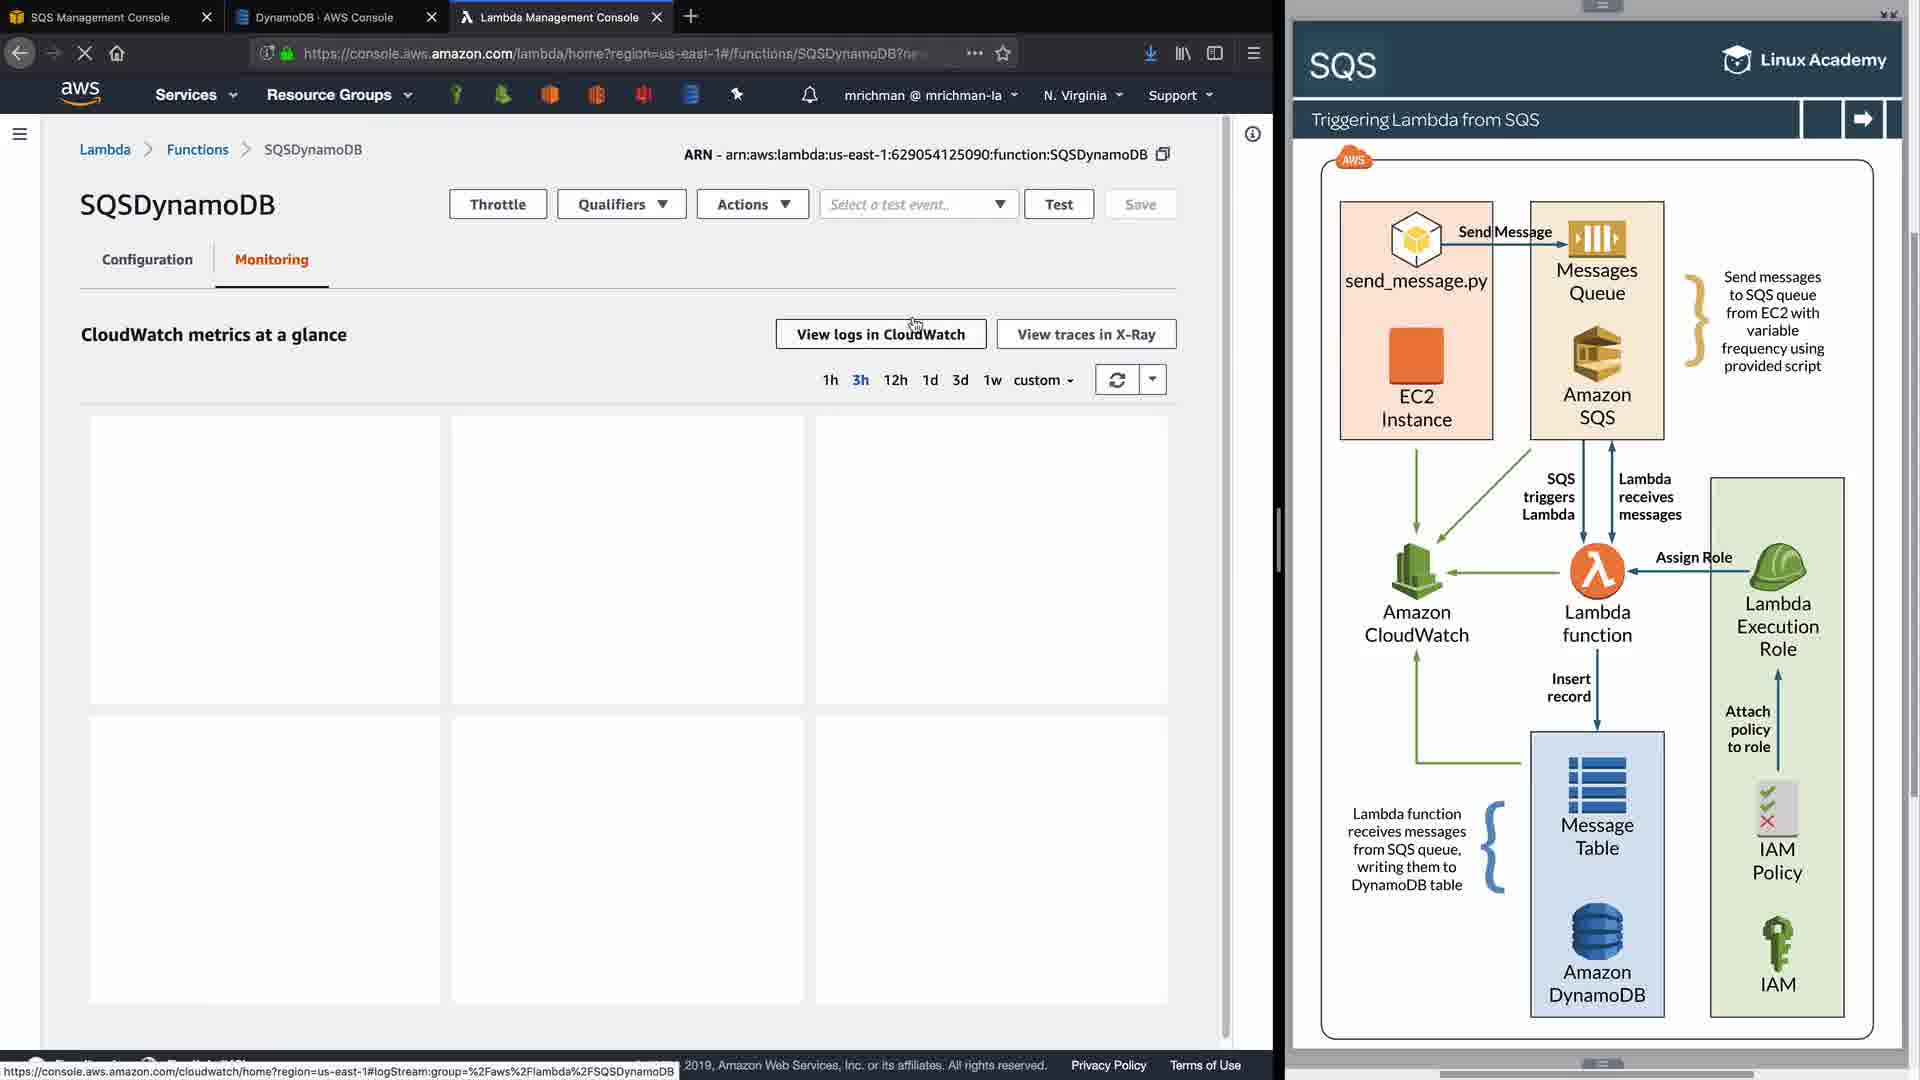 SQS Management Console
DynamoDB · AWS Console
Lambda Management Console
https://console.aws.amazon.com/lambda/home?region=us-east-1#/functions/SQSDynamoDB?ne
aws
Services
Resource Groups
mrichman @ mrichman-la
N. Virginia
Support
Lambda
Functions
SQSDynamoDB
ARN - arn:aws:lambda:us-east-1:629054125090:function:SQSDynamoDB
SQSDynamoDB
Throttle
Qualifiers
Actions
Select a test event..
Test
Save
Configuration
Monitoring
CloudWatch metrics at a glance
View logs in CloudWatch
View traces in X-Ray
1h
3h
12h
1d
3d
1w
custom
2019, Amazon Web Services, Inc. or its affiliates. All rights reserved.
Privacy Policy
Terms of Use
https://console.aws.amazon.com/cloudwatch/home?region=us-east-1#logStream:group=%2Faws%2Flambda%2FSQSDynamoDB
SQS
Linux Academy
Triggering Lambda from SQS
AWS
Send Message
send_message.py
EC2
Instance
Messages
Queue
Amazon
SQS
Send messages
to SQS queue
from EC2 with
variable
frequency using
provided script
SQS
triggers
Lambda
Lambda
receives
messages
Assign Role
Amazon
CloudWatch
Lambda
function
Lambda
Execution
Role
Insert
record
Attach
policy
to role
Message
Table
Lambda function
receives messages
from SQS queue,
writing them to
DynamoDB table
IAM
Policy
Amazon
DynamoDB
IAM